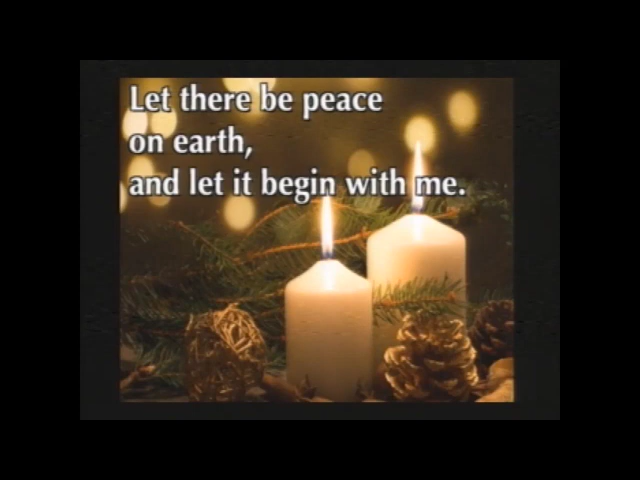 Let there be peace
on earth,
and let it begin with me.